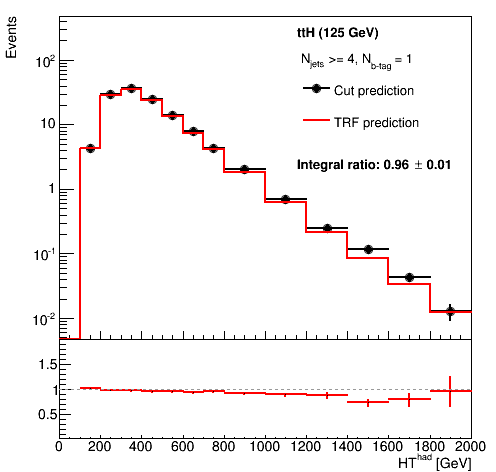 Events
ttH (125 GeV)
N_jets >= 4, N_b-tag = 1
Cut prediction
TRF prediction
Integral ratio: 0.96 ± 0.01
10^2
10
1
10^-1
10^-2
1.5
1
0.5
0 200 400 600 800 1000 1200 1400 1600 1800 2000
HT^had [GeV]